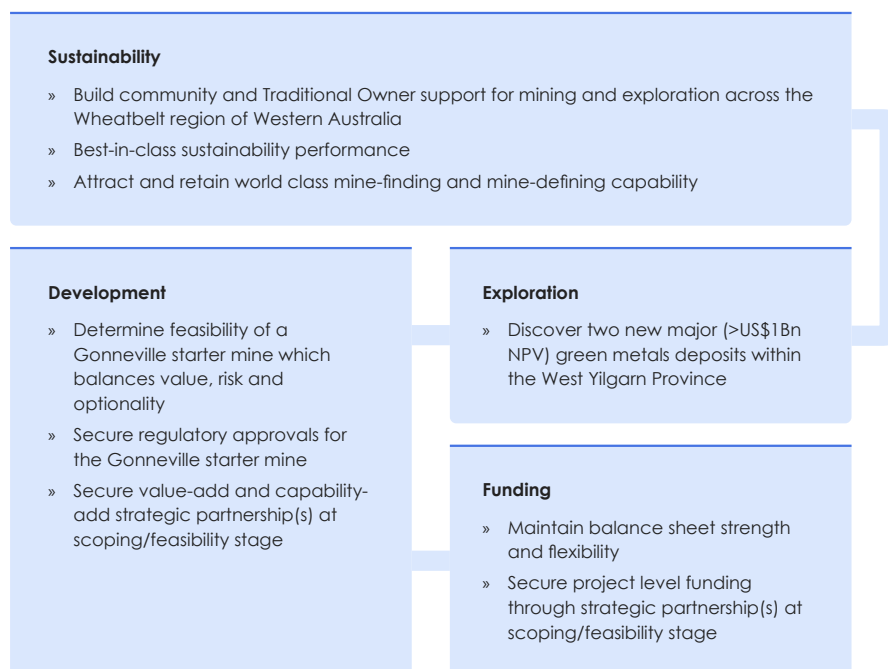 Sustainability
» Build community and Traditional Owner support for mining and exploration across the
Wheatbelt region of Western Australia
» Best-in-class sustainability performance
» Attract and retain world class mine-finding and mine-defining capability
Development
» Determine feasibility of a
Gonneville starter mine which
balances value, risk and
optionality
» Secure regulatory approvals for
the Gonneville starter mine
» Secure value-add and capability-
add strategic partnership(s) at
scoping/feasibility stage
Exploration
» Discover two new major (>US$1Bn
NPV) green metals deposits within
the West Yilgarn Province
Funding
» Maintain balance sheet strength
and flexibility
» Secure project level funding
through strategic partnership(s) at
scoping/feasibility stage